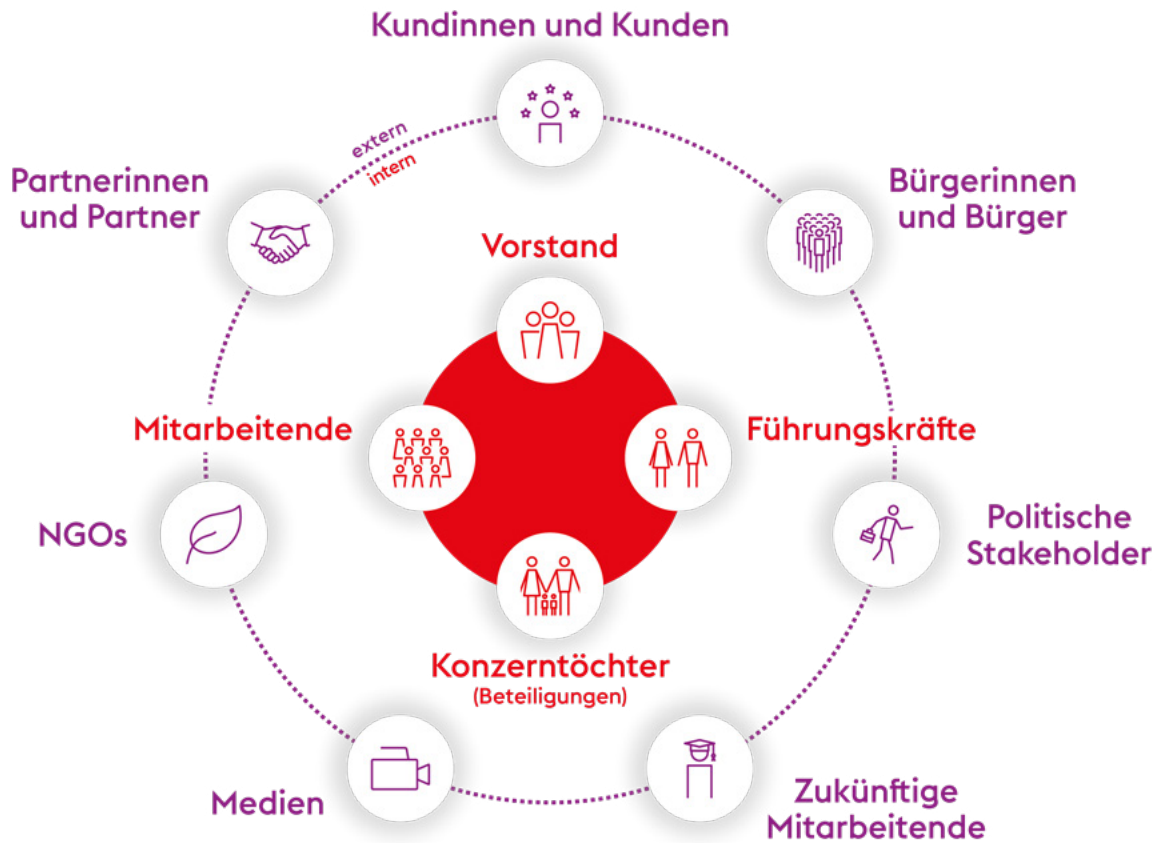 Kundinnen und Kunden
extern
intern
Partnerinnen
und Partner
Bürgerinnen
und Bürger
Vorstand
Mitarbeitende
Führungskräfte
NGOs
Politische
Stakeholder
Konzerntöchter
(Beteiligungen)
Medien
Zukünftige
Mitarbeitende